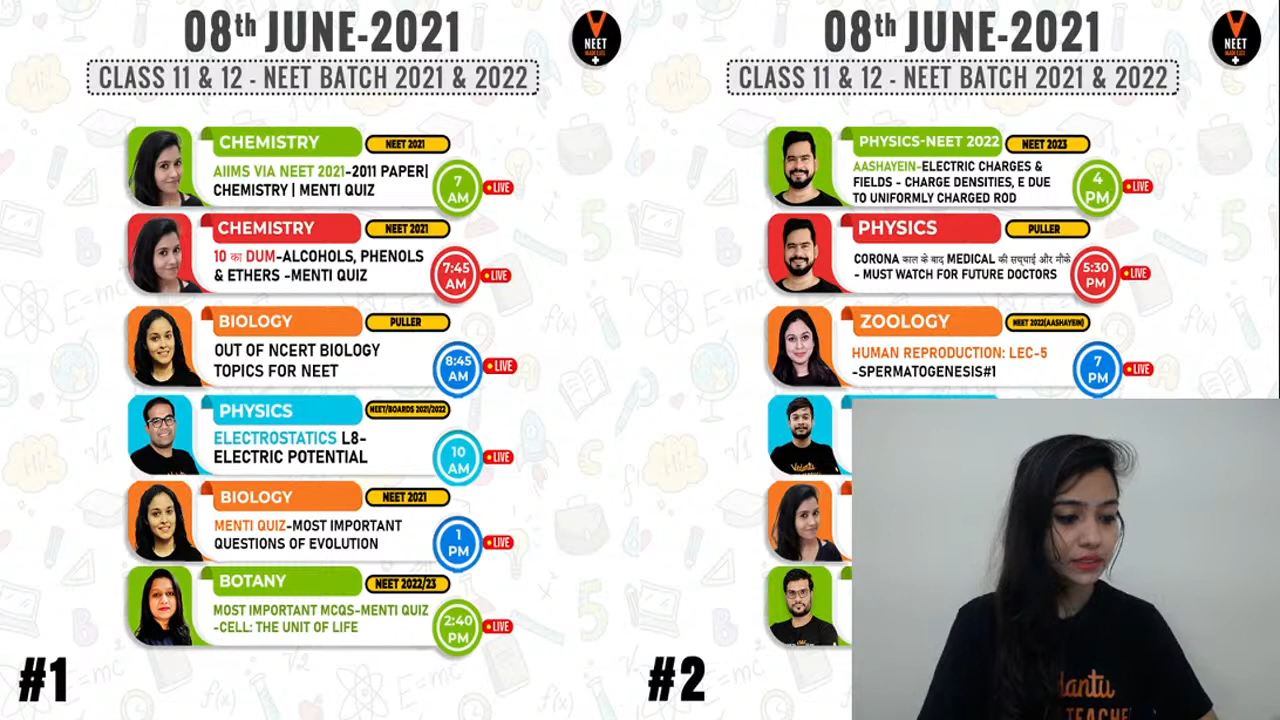 08th JUNE-2021
CLASS 11 & 12 - NEET BATCH 2021 & 2022
NEET
MADE EJEE
CHEMISTRY
NEET 2021
AIIMS VIA NEET 2021-2011 PAPER|
CHEMISTRY | MENTI QUIZ
7
AM
LIVE
CHEMISTRY
NEET 2021
10 का DUM-ALCOHOLS, PHENOLS
& ETHERS -MENTI QUIZ
7:45
AM
LIVE
BIOLOGY
PULLER
OUT OF NCERT BIOLOGY
TOPICS FOR NEET
8:45
AM
LIVE
PHYSICS
NEET/BOARDS 2021/2022
ELECTROSTATICS L8-
ELECTRIC POTENTIAL
10
AM
LIVE
BIOLOGY
NEET 2021
MENTI QUIZ-MOST IMPORTANT
QUESTIONS OF EVOLUTION
1
PM
LIVE
BOTANY
NEET 2022/23
MOST IMPORTANT MCQS-MENTI QUIZ
-CELL: THE UNIT OF LIFE
2:40
PM
LIVE
#1
08th JUNE-2021
CLASS 11 & 12 - NEET BATCH 2021 & 2022
NEET
PHYSICS-NEET 2022
NEET 2023
AASHAYEIN-ELECTRIC CHARGES &
FIELDS - CHARGE DENSITIES, E DUE
TO UNIFORMLY CHARGED ROD
4
PM
LIVE
PHYSICS
PULLER
CORONA काल के बाद MEDICAL की सच्चाई और मौके
- MUST WATCH FOR FUTURE DOCTORS
5:30
PM
LIVE
ZOOLOGY
NEET 2022(AASHAYEIN)
HUMAN REPRODUCTION: LEC-5
-SPERMATOGENESIS#1
7
PM
LIVE
#2
Vedantu
TEACHE